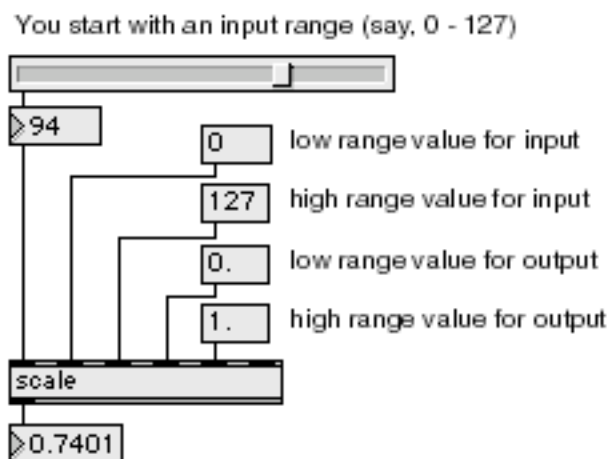 You start with an input range (say, 0 - 127)
94
0 low range value for input
127 high range value for input
0. low range value for output
1. high range value for output
scale
0.7401